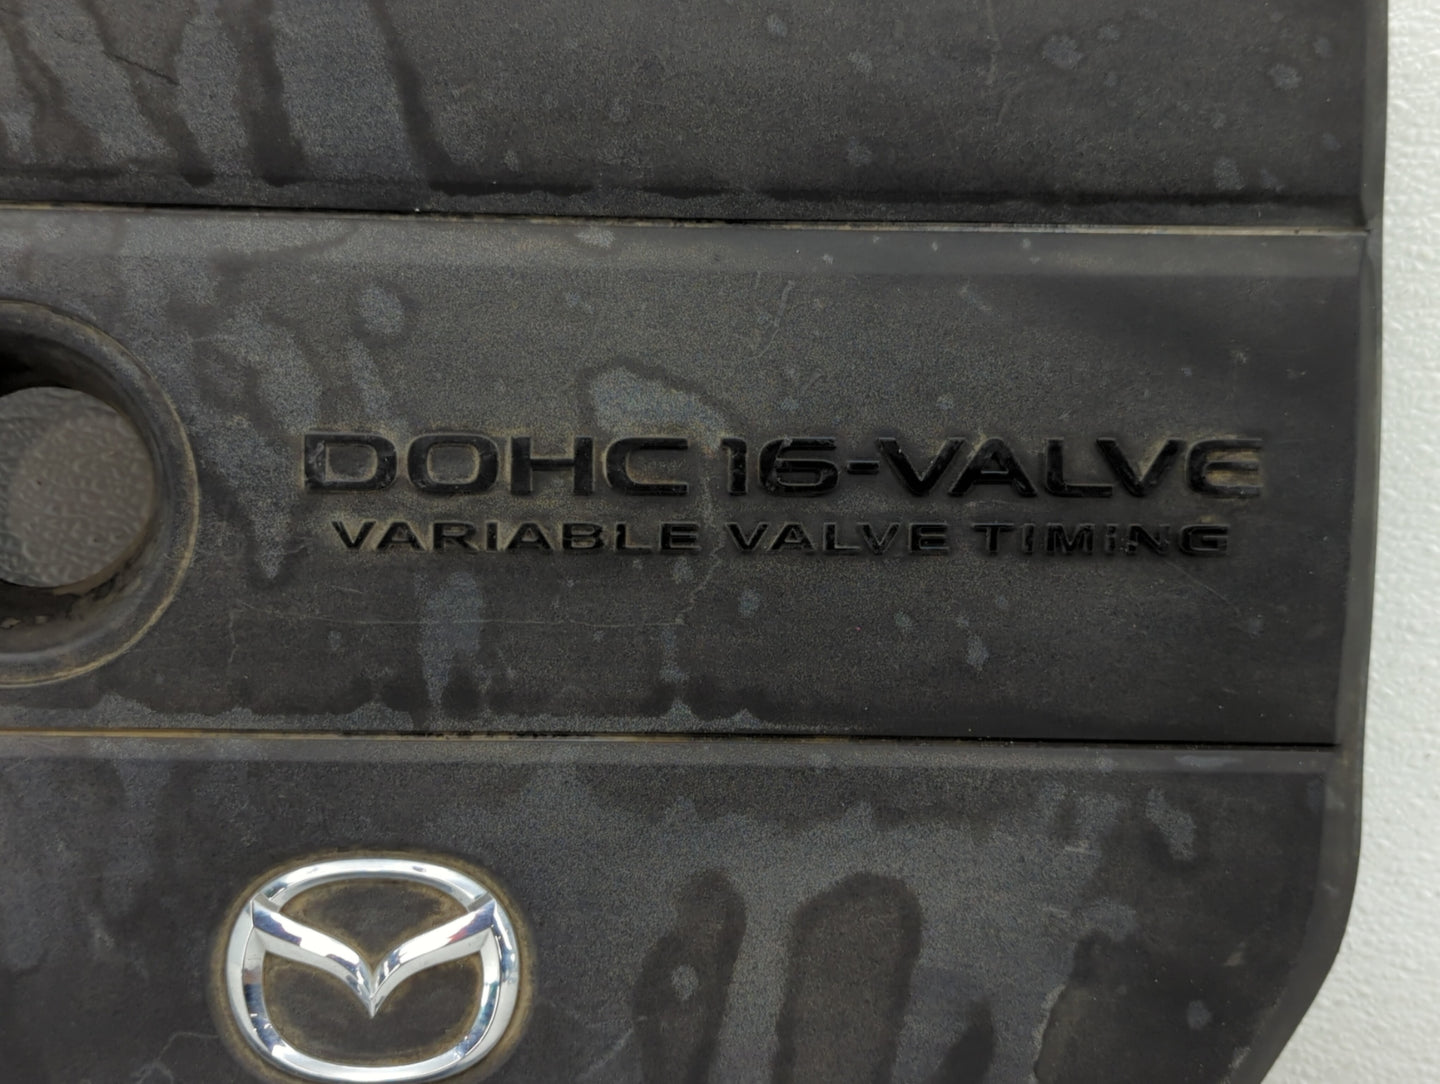 DOHC 16-VALVE
VARIABLE VALVE TIMING